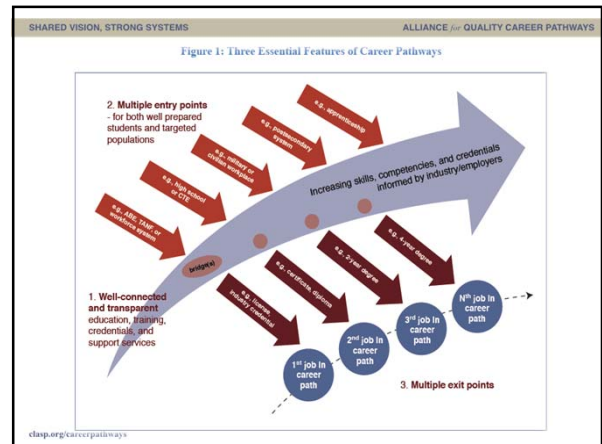 SHARED VISION, STRONG SYSTEMS
ALLIANCE for QUALITY CAREER PATHWAYS
Figure 1: Three Essential Features of Career Pathways
2. Multiple entry points
- for both well prepared
students and targeted
populations
e.g., apprenticeship
e.g., postsecondary
system
e.g., military or
civilian workplace
e.g., high school
or CTE
e.g., ABE, TANF, or
workforce system
Increasing skills, competencies, and credentials
informed by industry/employers
bridge(s)
1. Well-connected
and transparent
education, training,
credentials, and
support services
e.g., license,
industry credential
e.g., certificate, diploma
e.g., 2-year degree
e.g., 4-year degree
1st job in
career
path
2nd job in
career
path
3rd job in
career
path
Nth job in
career
path
3. Multiple exit points
clasp.org/careerpathways